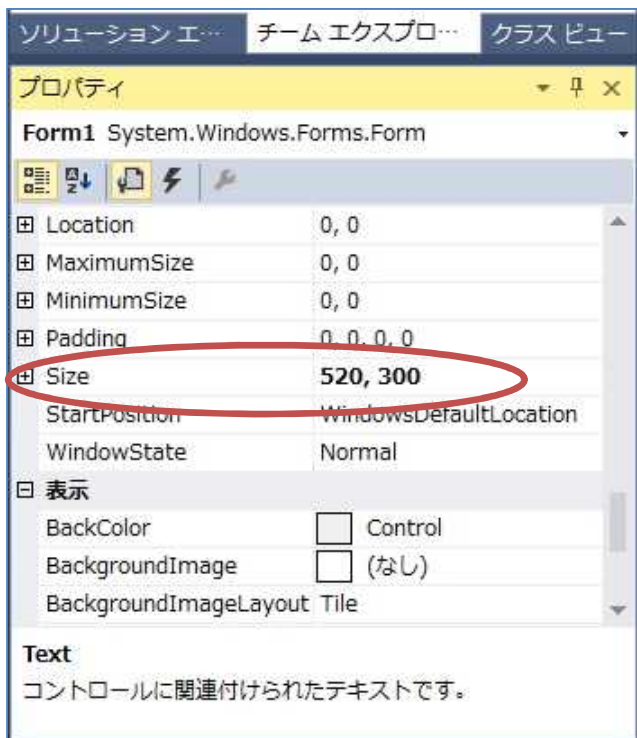 ソリューション エ… チーム エクスプロ… クラス ビュー
プロパティ
Form1 System.Windows.Forms.Form
Location 0, 0
MaximumSize 0, 0
MinimumSize 0, 0
Padding 0, 0, 0, 0
Size 520, 300
StartPosition WindowsDefaultLocation
WindowState Normal
表示
BackColor Control
BackgroundImage (なし)
BackgroundImageLayout Tile
Text
コントロールに関連付けられたテキストです。